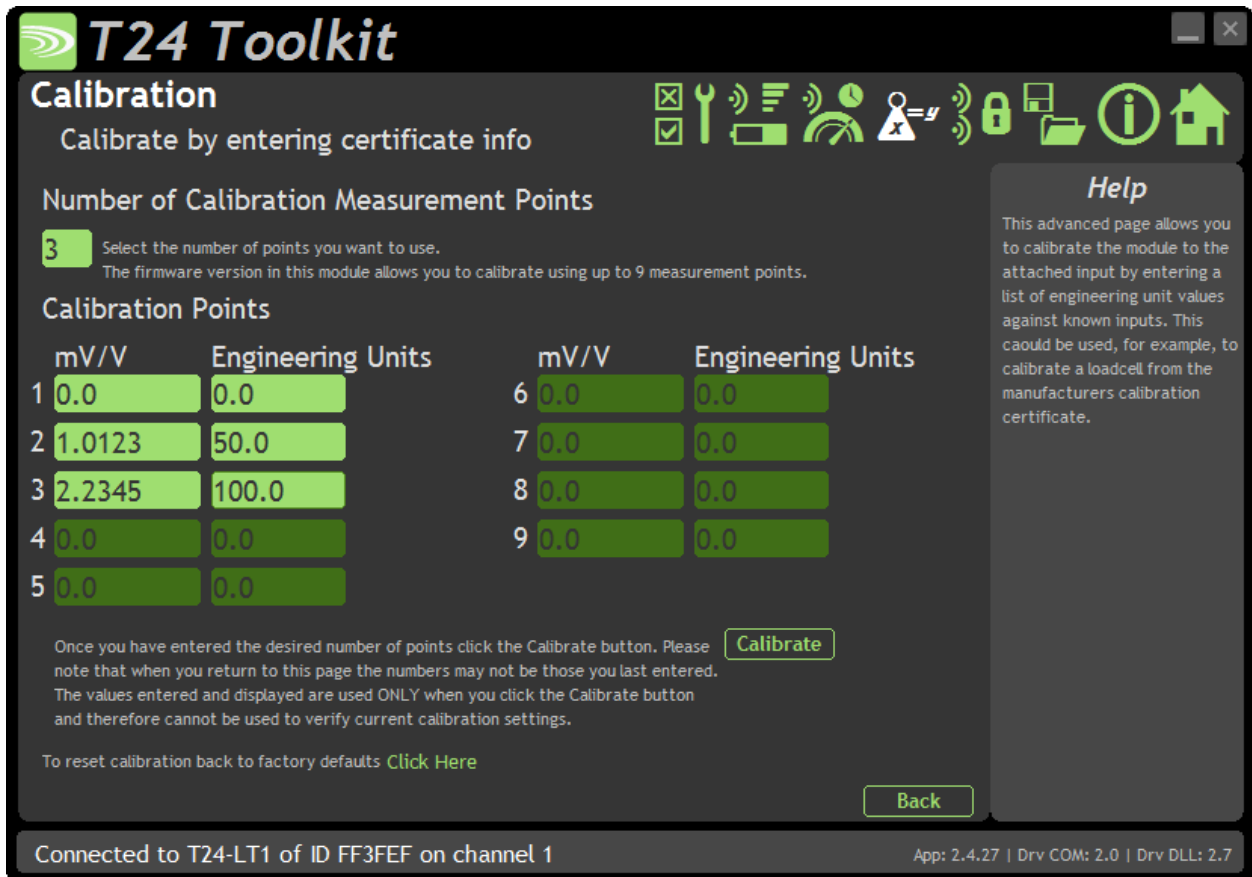 T24 Toolkit
Calibration
Calibrate by entering certificate info
x=y
Number of Calibration Measurement Points
3
Select the number of points you want to use.
The firmware version in this module allows you to calibrate using up to 9 measurement points.
Calibration Points
mV/V Engineering Units mV/V Engineering Units
1 0.0 0.0 6 0.0 0.0
2 1.0123 50.0 7 0.0 0.0
3 2.2345 100.0 8 0.0 0.0
4 0.0 0.0 9 0.0 0.0
5 0.0 0.0
Once you have entered the desired number of points click the Calibrate button. Please
note that when you return to this page the numbers may not be those you last entered.
The values entered and displayed are used ONLY when you click the Calibrate button
and therefore cannot be used to verify current calibration settings.
Calibrate
To reset calibration back to factory defaults Click Here
Back
Help
This advanced page allows you
to calibrate the module to the
attached input by entering a
list of engineering unit values
against known inputs. This
caould be used, for example, to
calibrate a loadcell from the
manufacturers calibration
certificate.
Connected to T24-LT1 of ID FF3FEF on channel 1
App: 2.4.27 | Drv COM: 2.0 | Drv DLL: 2.7